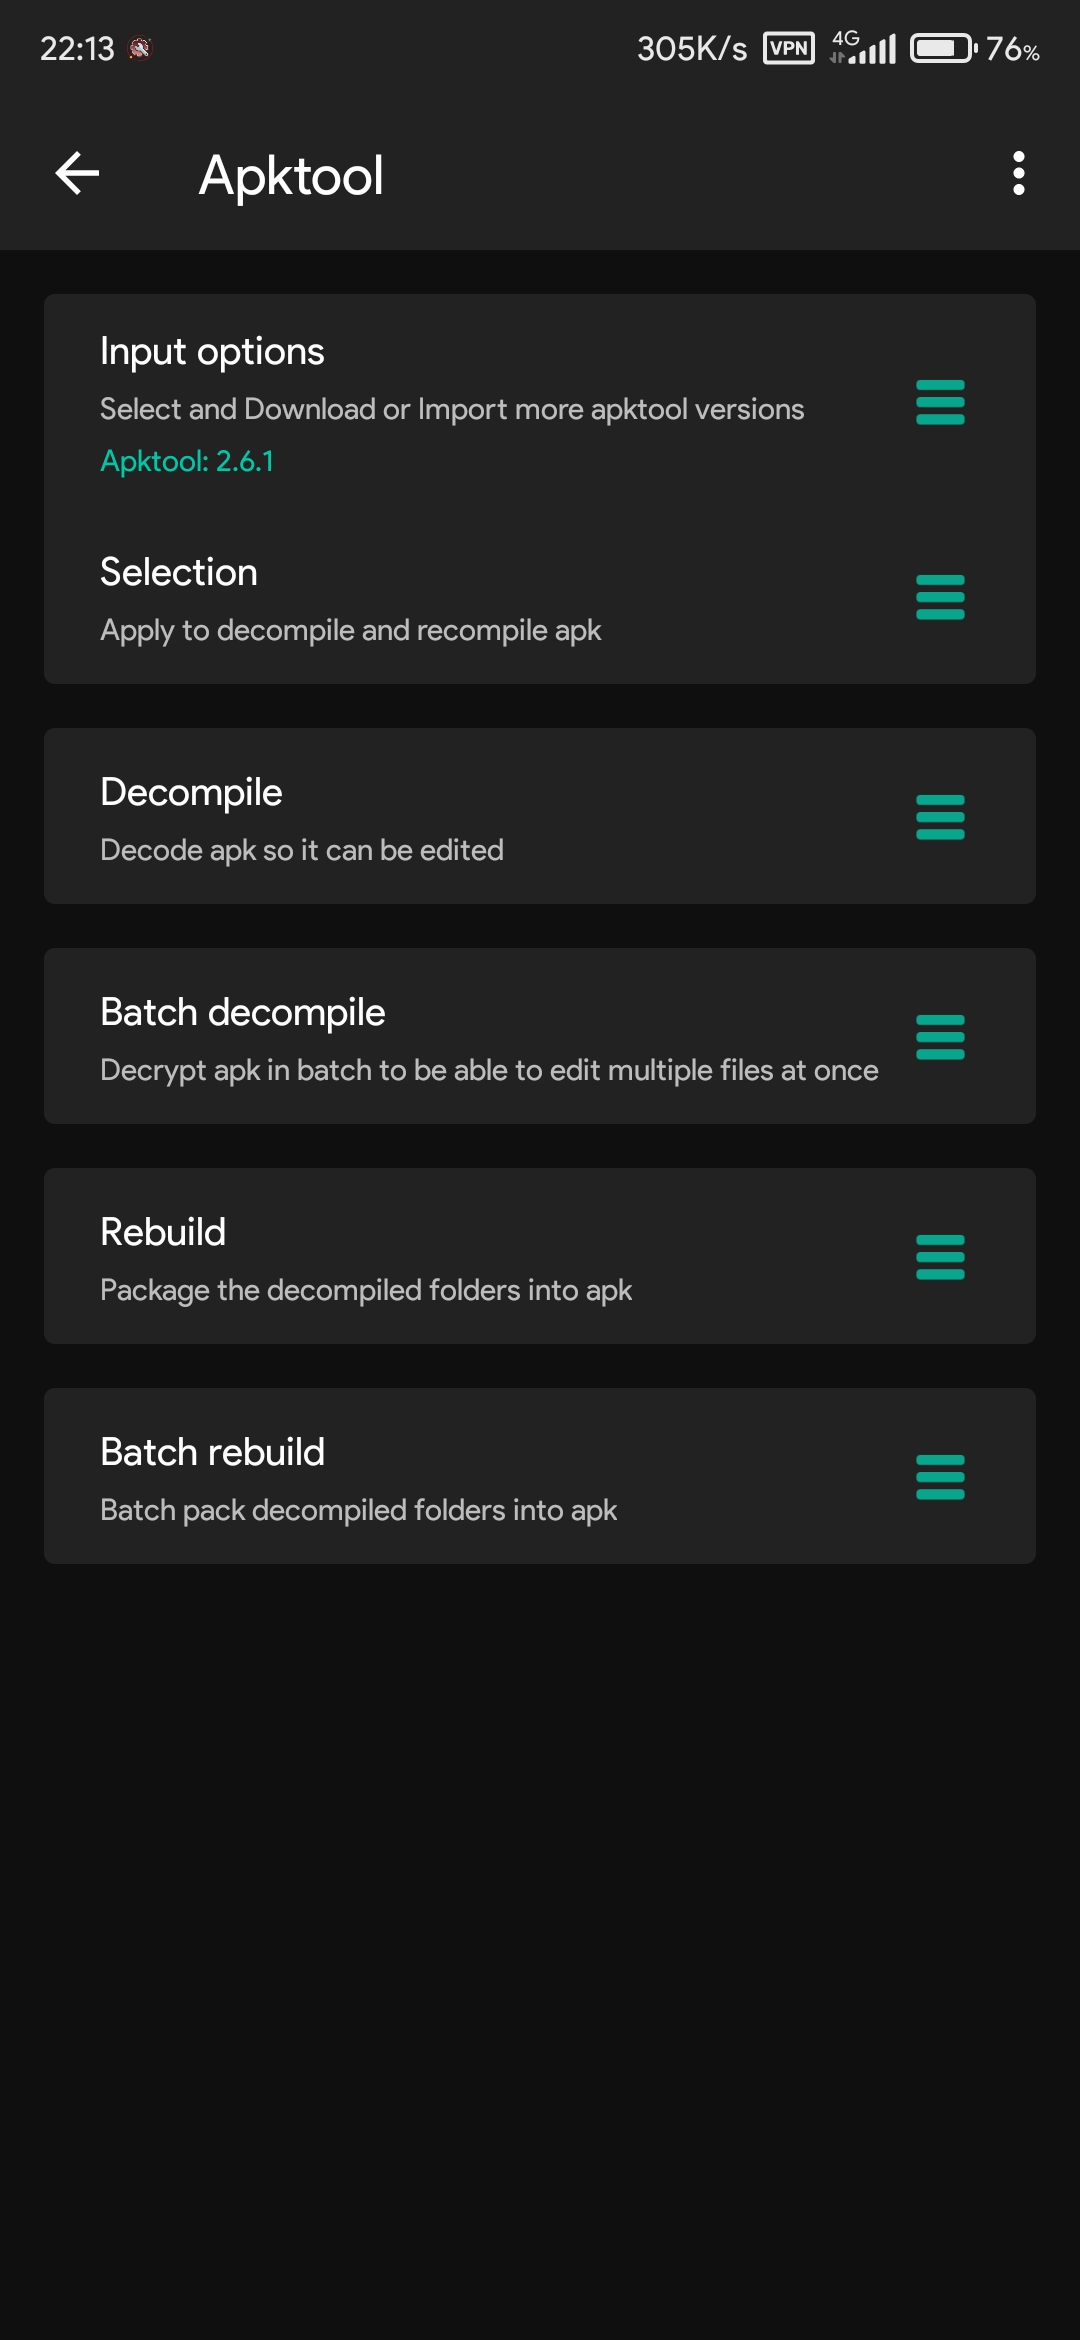 22:13
305K/s VPN 4G 76%
Apktool
Input options
Select and Download or Import more apktool versions
Apktool: 2.6.1
Selection
Apply to decompile and recompile apk
Decompile
Decode apk so it can be edited
Batch decompile
Decrypt apk in batch to be able to edit multiple files at once
Rebuild
Package the decompiled folders into apk
Batch rebuild
Batch pack decompiled folders into apk